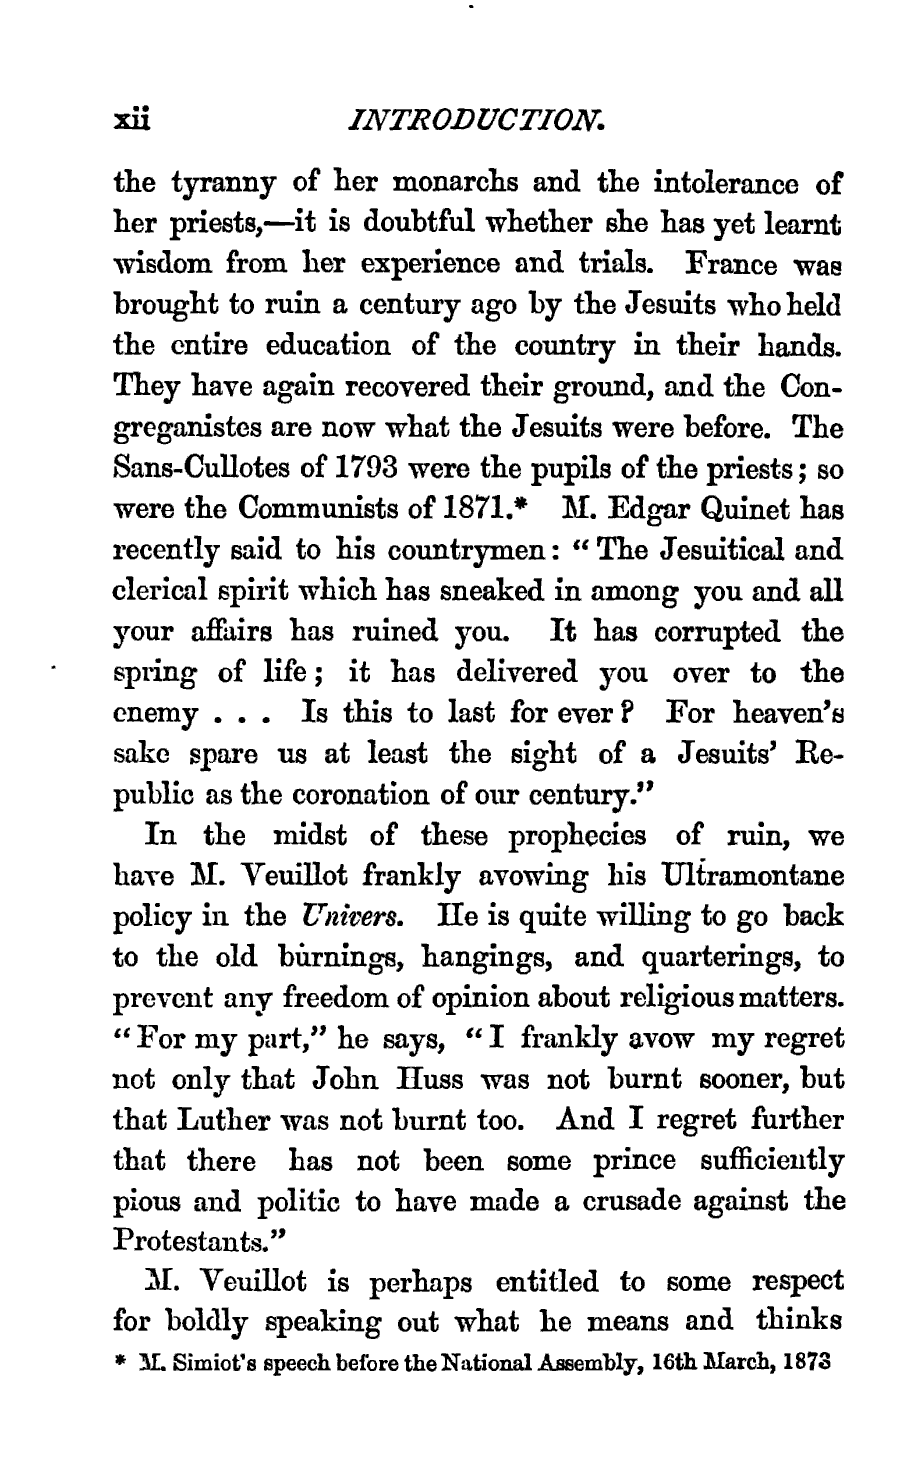 xii INTRODUCTION.
the tyranny of her monarchs and the intolerance of
her priests,—it is doubtful whether she has yet learnt
wisdom from her experience and trials. France was
brought to ruin a century ago by the Jesuits who held
the entire education of the country in their hands.
They have again recovered their ground, and the Con-
greganistes are now what the Jesuits were before. The
Sans-Cullotes of 1793 were the pupils of the priests; so
were the Communists of 1871.* M. Edgar Quinet has
recently said to his countrymen: “The Jesuitical and
clerical spirit which has sneaked in among you and all
your affairs has ruined you. It has corrupted the
spring of life; it has delivered you over to the
enemy . . . Is this to last for ever? For heaven’s
sake spare us at least the sight of a Jesuits’ Re-
public as the coronation of our century.”
In the midst of these prophecies of ruin, we
have M. Veuillot frankly avowing his Ultramontane
policy in the Univers. He is quite willing to go back
to the old burnings, hangings, and quarterings, to
prevent any freedom of opinion about religious matters.
“For my part,” he says, “I frankly avow my regret
not only that John Huss was not burnt sooner, but
that Luther was not burnt too. And I regret further
that there has not been some prince sufficiently
pious and politic to have made a crusade against the
Protestants.”
M. Veuillot is perhaps entitled to some respect
for boldly speaking out what he means and thinks
* M. Simiot’s speech before the National Assembly, 16th March, 1873